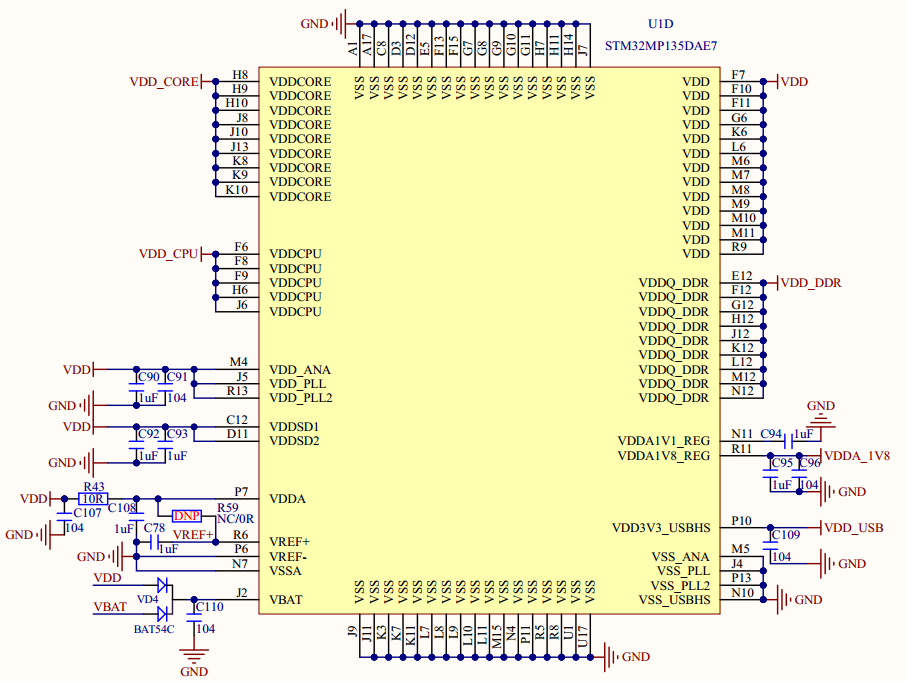 GND
U1D
STM32MP135DAE7
A1 A17 C8 D3 D12 E5 F13 F15 G7 G8 G9 G10 G11 H7 H11 H14 J7
VSS VSS VSS VSS VSS VSS VSS VSS VSS VSS VSS VSS VSS VSS VSS VSS VSS
VDD_CORE H8 VDDCORE
H9 VDDCORE
H10 VDDCORE
J8 VDDCORE
J10 VDDCORE
J13 VDDCORE
K8 VDDCORE
K9 VDDCORE
K10 VDDCORE
VDD_CPU F6 VDDCPU
F8 VDDCPU
F9 VDDCPU
H6 VDDCPU
J6 VDDCPU
VDD M4 VDD_ANA
C90 C91 J5 VDD_PLL
1uF 104 R13 VDD_PLL2
GND
VDD C12 VDDSD1
C92 C93 D11 VDDSD2
1uF 1uF
GND
R43
VDD 10R P7 VDDA
C107 C108 DNP R59
104 1uF NC/0R
GND C78 VREF+ R6 VREF+
1uF
GND P6 VREF-
N7 VSSA
VDD
VD4 J2 VBAT
VBAT C110
BAT54C 104
GND
VDD F7 VDD
VDD F10
VDD F11
VDD G6
VDD K6
VDD L6
VDD M6
VDD M7
VDD M8
VDD M9
VDD M10
VDD M11
VDD R9
VDDQ_DDR E12 VDD_DDR
VDDQ_DDR F12
VDDQ_DDR G12
VDDQ_DDR H12
VDDQ_DDR J12
VDDQ_DDR K12
VDDQ_DDR L12
VDDQ_DDR M12
VDDQ_DDR N12
GND
VDDA1V1_REG N11 C94 1uF
VDDA1V8_REG R11 VDDA_1V8
C95 C96
1uF 104 GND
VDD3V3_USBHS P10 VDD_USB
C109
104 GND
VSS_ANA M5
VSS_PLL J4
VSS_PLL2 P13
VSS_USBHS N10 GND
VSS VSS VSS VSS VSS VSS VSS VSS VSS VSS VSS VSS VSS VSS VSS VSS VSS
J9 J11 K3 K7 K11 L7 L8 L9 L10 L11 M15 N4 P11 R5 R8 U1 U17
GND